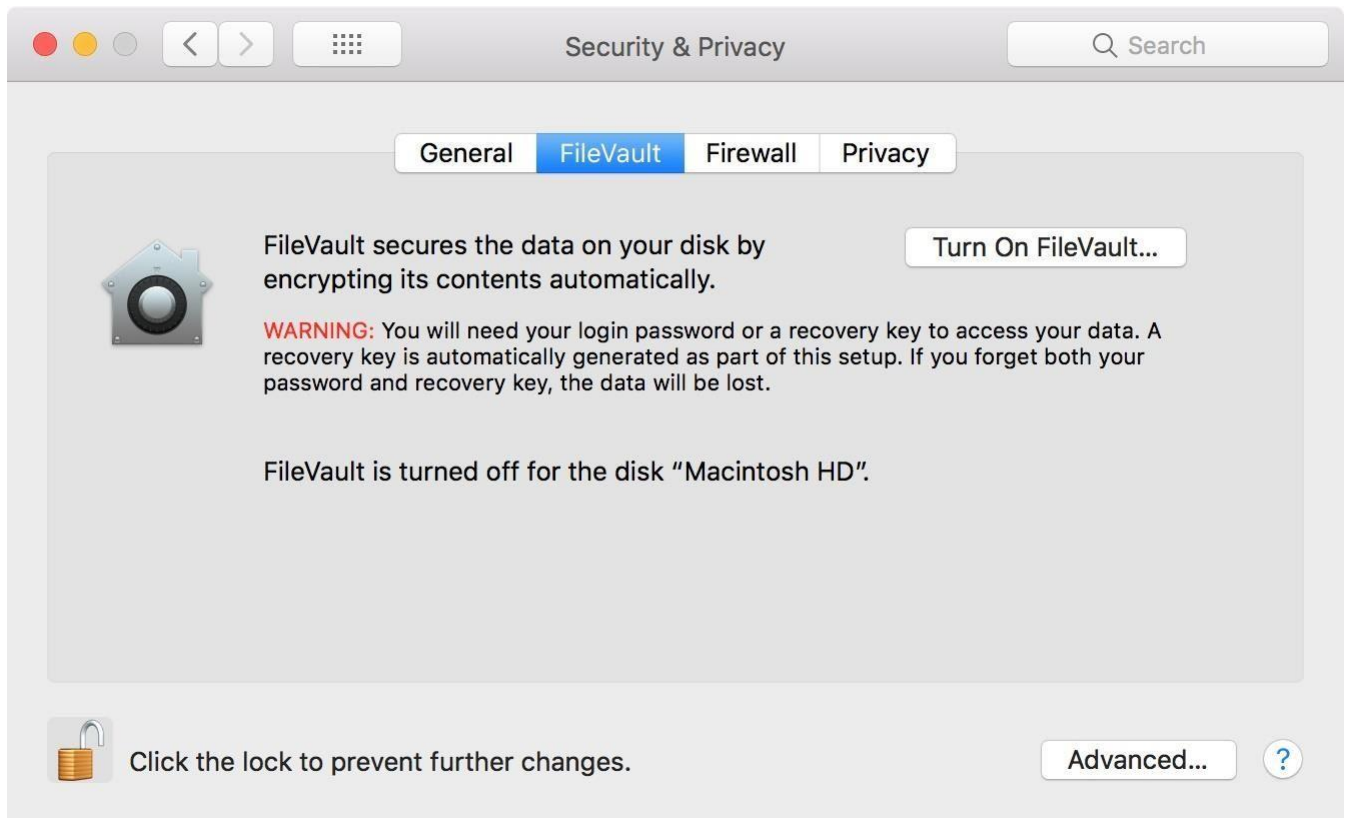 Security & Privacy
Search
General
FileVault
Firewall
Privacy
FileVault secures the data on your disk by
encrypting its contents automatically.
Turn On FileVault...
WARNING: You will need your login password or a recovery key to access your data. A
recovery key is automatically generated as part of this setup. If you forget both your
password and recovery key, the data will be lost.
FileVault is turned off for the disk “Macintosh HD”.
Click the lock to prevent further changes.
Advanced...
?